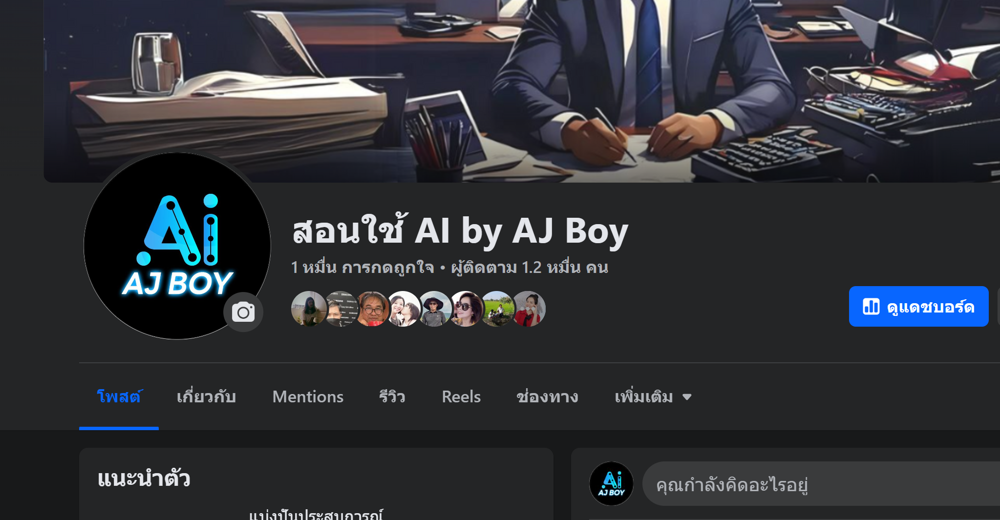 Ai
AJ BOY
สอนใช้ AI by AJ Boy
1 หมื่น การกดถูกใจ • ผู้ติดตาม 1.2 หมื่น คน
ดูแดชบอร์ด
โพสต์ เกี่ยวกับ Mentions รีวิว Reels ช่องทาง เพิ่มเติม
แนะนำตัว
Ai
AJ BOY
คุณกำลังคิดอะไรอยู่
แบ่งปันประสบการณ์